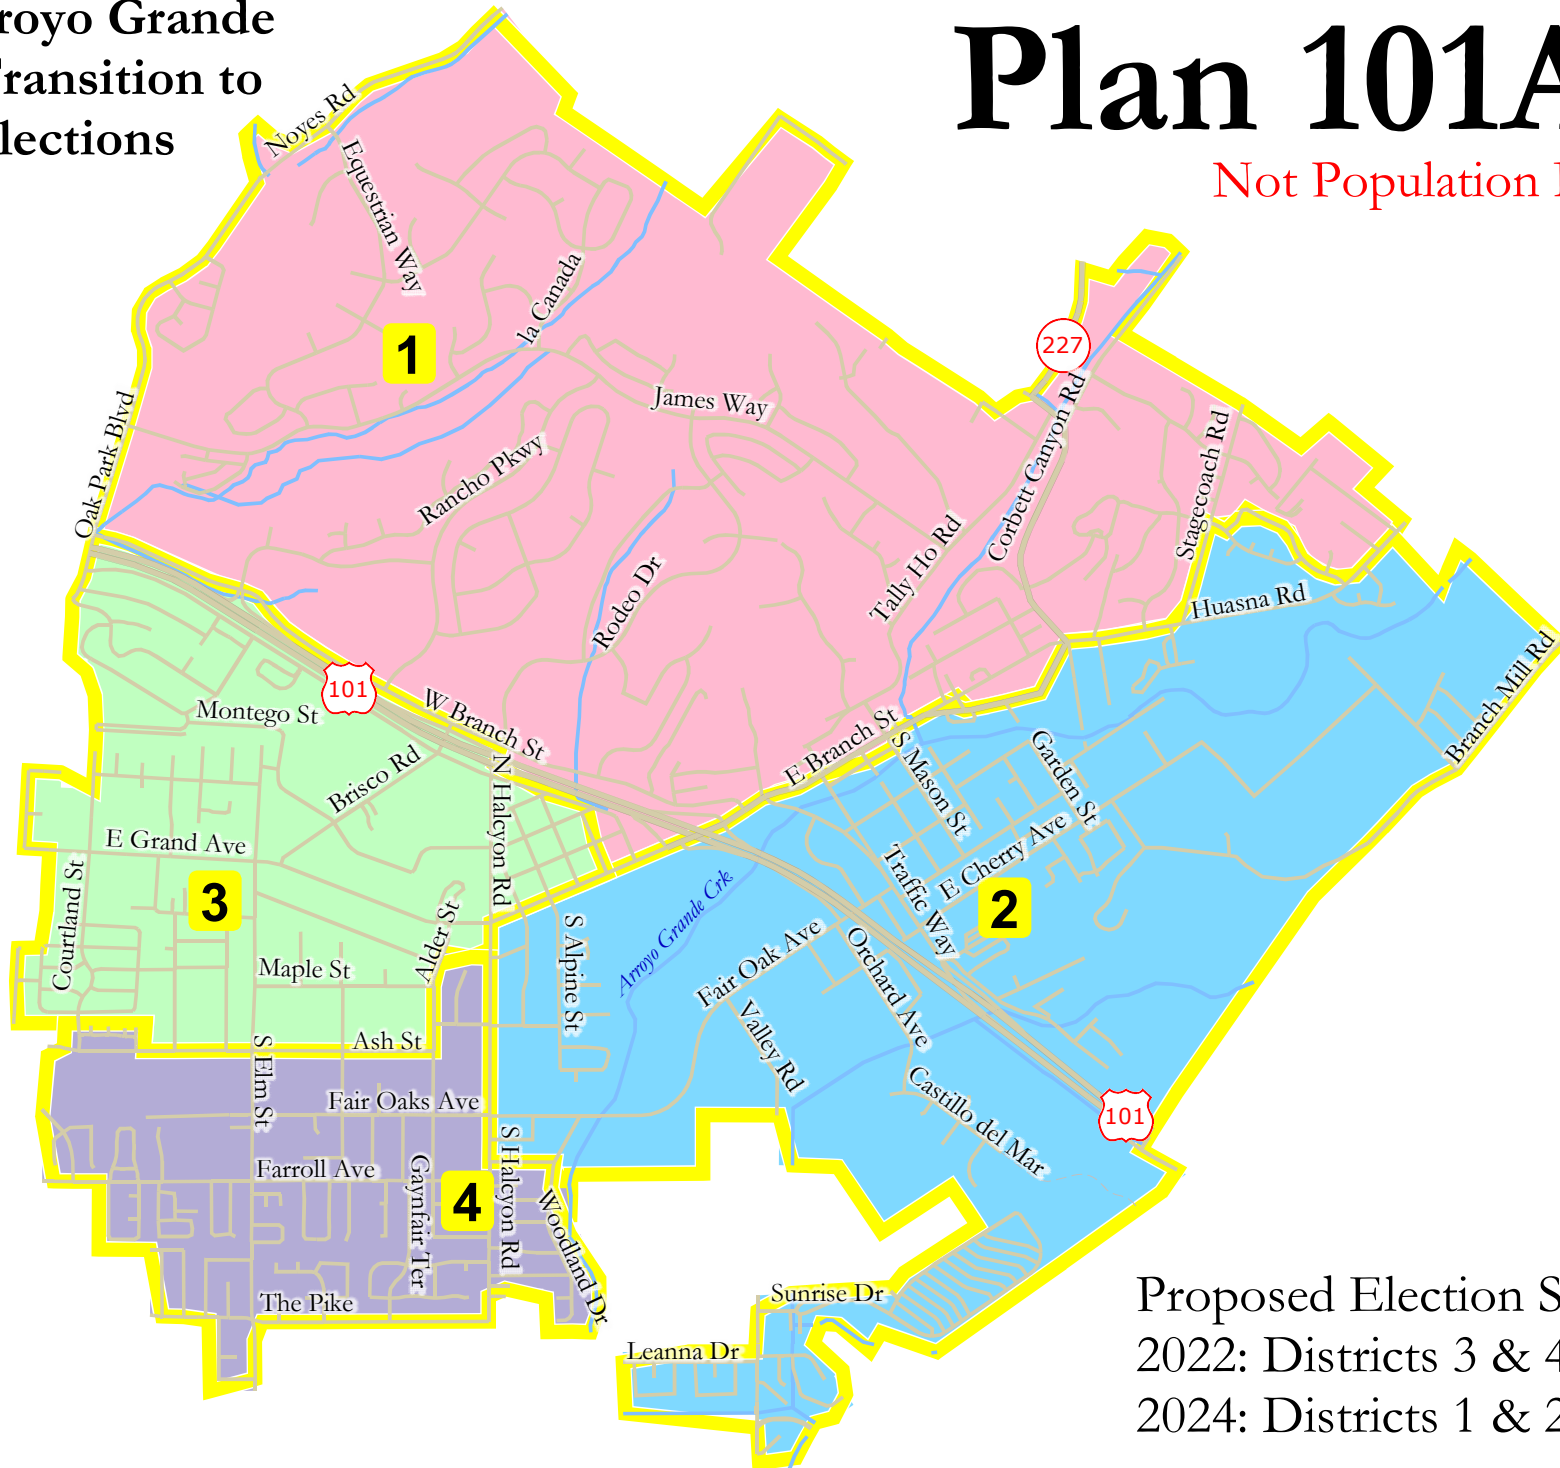 royo Grande
Transition to
lections
Plan 101A
Not Population
Noyes Rd
Equestrian Way
la Canada
1
227
James Way
Oak Park Blvd
Rancho Pkwy
Corbett Canyon Rd
Stagecoach Rd
Tally Ho Rd
Rodeo Dr
Huasna Rd
Branch Mill Rd
101
Montego St
W Branch St
E Branch St
S Mason St
Garden St
Brisco Rd
N Halcyon Rd
E Grand Ave
E Cherry Ave
Traffic Way
Courtland St
3
2
Arroyo Grande Crk
Alder St
S Alpine St
Fair Oak Ave
Orchard Ave
Maple St
Valley Rd
S Elm St
Ash St
Castillo del Mar
101
Fair Oaks Ave
Farroll Ave
Gaynfair Ter
4
S Halcyon Rd
Woodland Dr
The Pike
Sunrise Dr
Leanna Dr
Proposed Election S
2022: Districts 3 & 4
2024: Districts 1 & 2